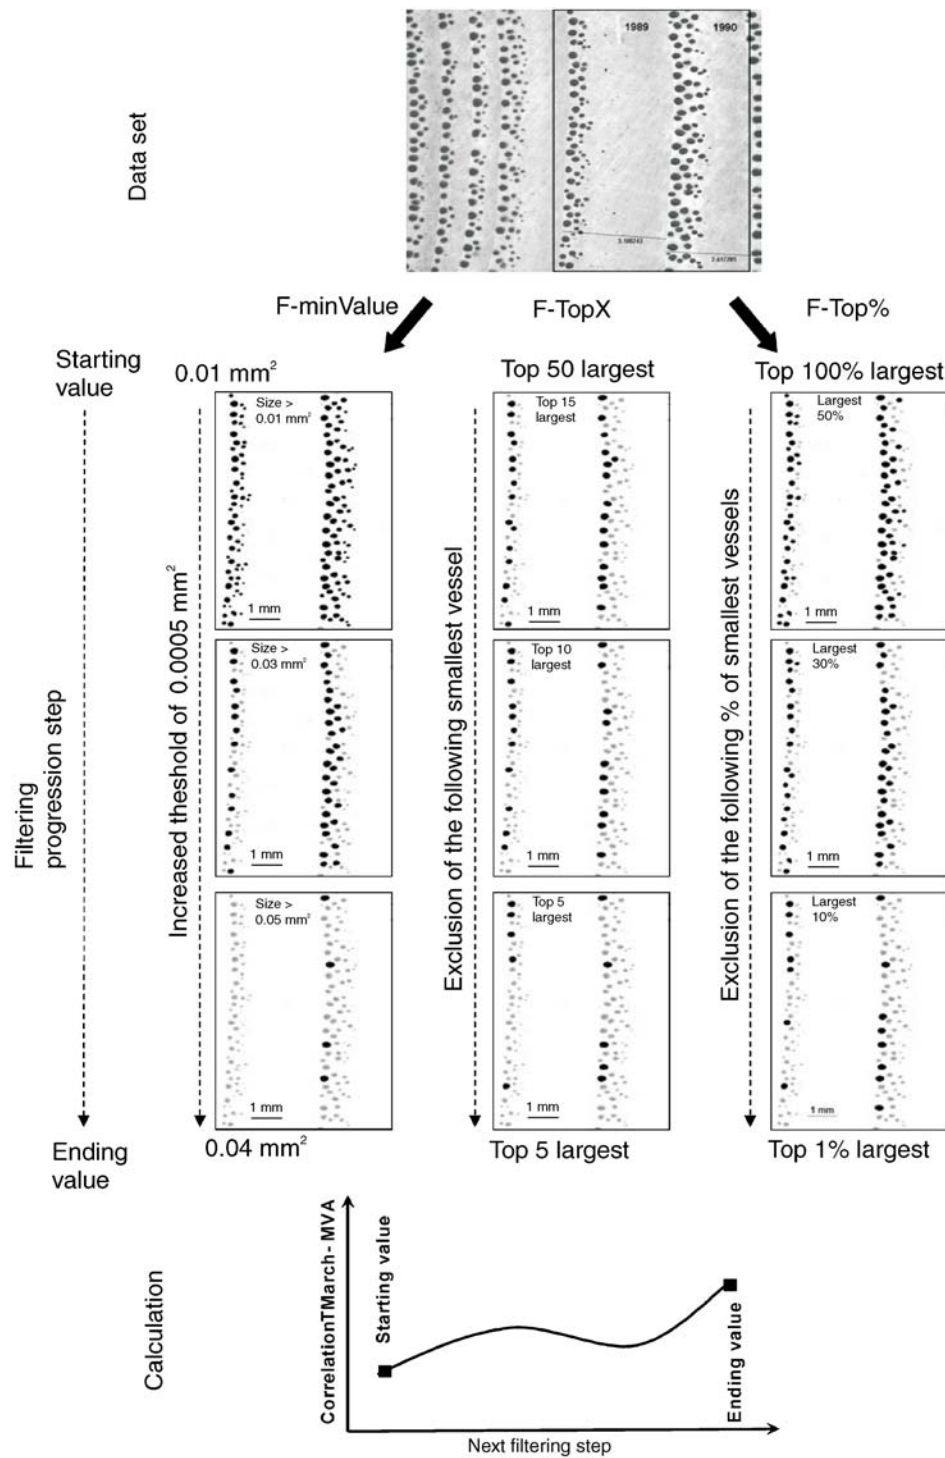 Data set
1989
1990
3.188243
2.617285
F-minValue
F-TopX
F-Top%
Starting
value
0.01 mm²
Top 50 largest
Top 100% largest
Size >
0.01 mm²
Top 15
largest
Largest
50%
1 mm
1 mm
1 mm
Filtering
progression step
Increased theshold of 0.0005 mm²
Exclusion of the following smallest vessel
Exclusion of the following % of smallest vessels
Size >
0.03 mm²
Top 10
largest
Largest
30%
1 mm
1 mm
1 mm
Size >
0.05 mm²
Top 5
largest
Largest
10%
1 mm
1 mm
1 mm
Ending
value
0.04 mm²
Top 5 largest
Top 1% largest
Calculation
CorrelationTMarch- MVA
Starting value
Ending value
Next filtering step